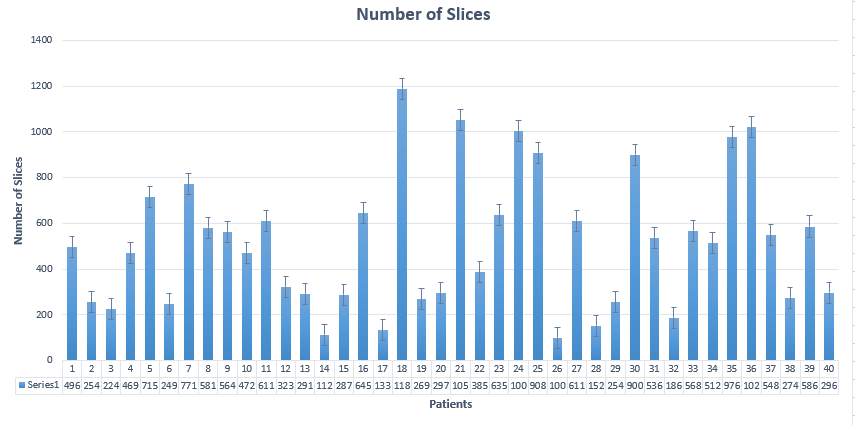 Number of Slices
1400
1200
1000
800
600
400
200
0
Number of Slices
1 2 3 4 5 6 7 8 9 10 11 12 13 14 15 16 17 18 19 20 21 22 23 24 25 26 27 28 29 30 31 32 33 34 35 36 37 38 39 40
Series1 496 254 224 469 715 249 771 581 564 472 611 323 291 112 287 645 133 118 269 297 105 385 635 100 908 100 611 152 254 900 536 186 568 512 976 102 548 274 586 296
Patients